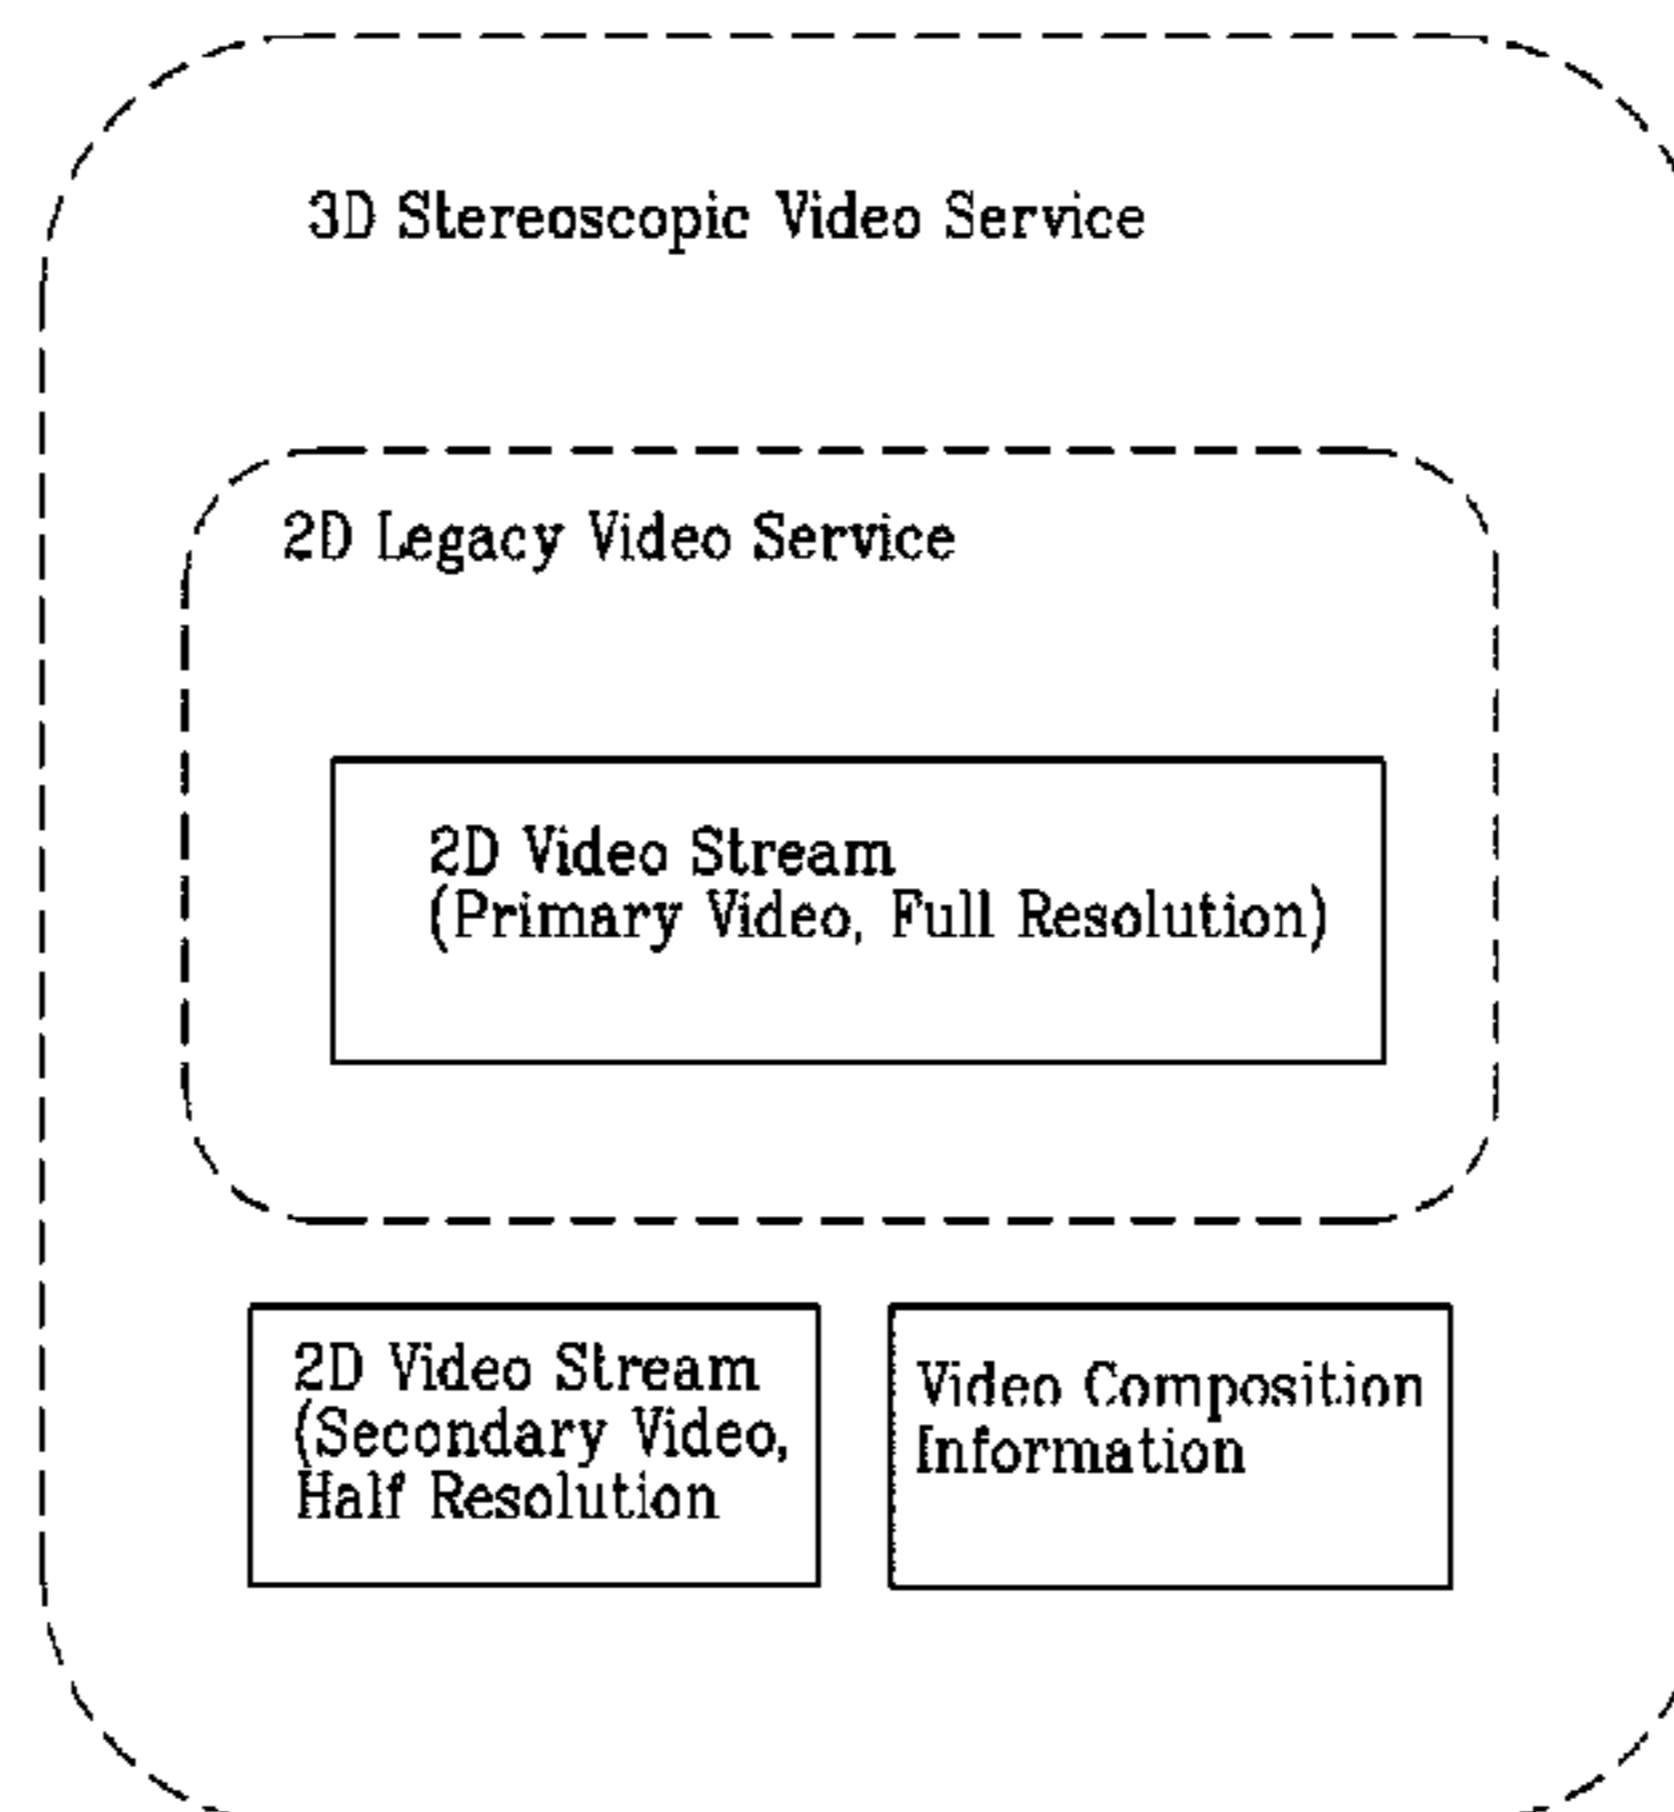 3D Stereoscopic Video Service
2D Legacy Video Service
2D Video Stream
(Primary Video, Full Resolution)
2D Video Stream
(Secondary Video,
Half Resolution
Video Composition
Information